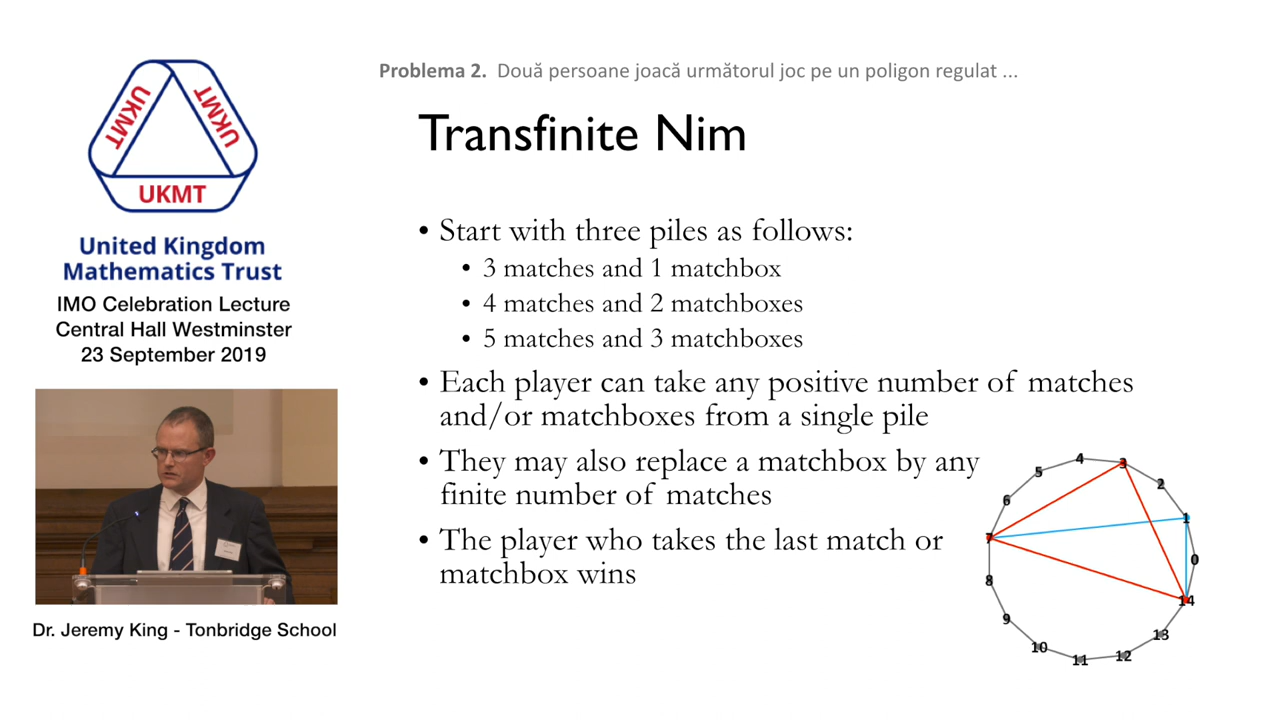 Problema 2. Două persoane joacă următorul joc pe un poligon regulat ...
UKMT
UKMT
UKMT
United Kingdom
Mathematics Trust
IMO Celebration Lecture
Central Hall Westminster
23 September 2019
Dr. Jeremy King - Tonbridge School
Transfinite Nim
• Start with three piles as follows:
• 3 matches and 1 matchbox
• 4 matches and 2 matchboxes
• 5 matches and 3 matchboxes
• Each player can take any positive number of matches
and/or matchboxes from a single pile
• They may also replace a matchbox by any
finite number of matches
• The player who takes the last match or
matchbox wins
0
1
2
3
4
5
6
7
8
9
10
11
12
13
14